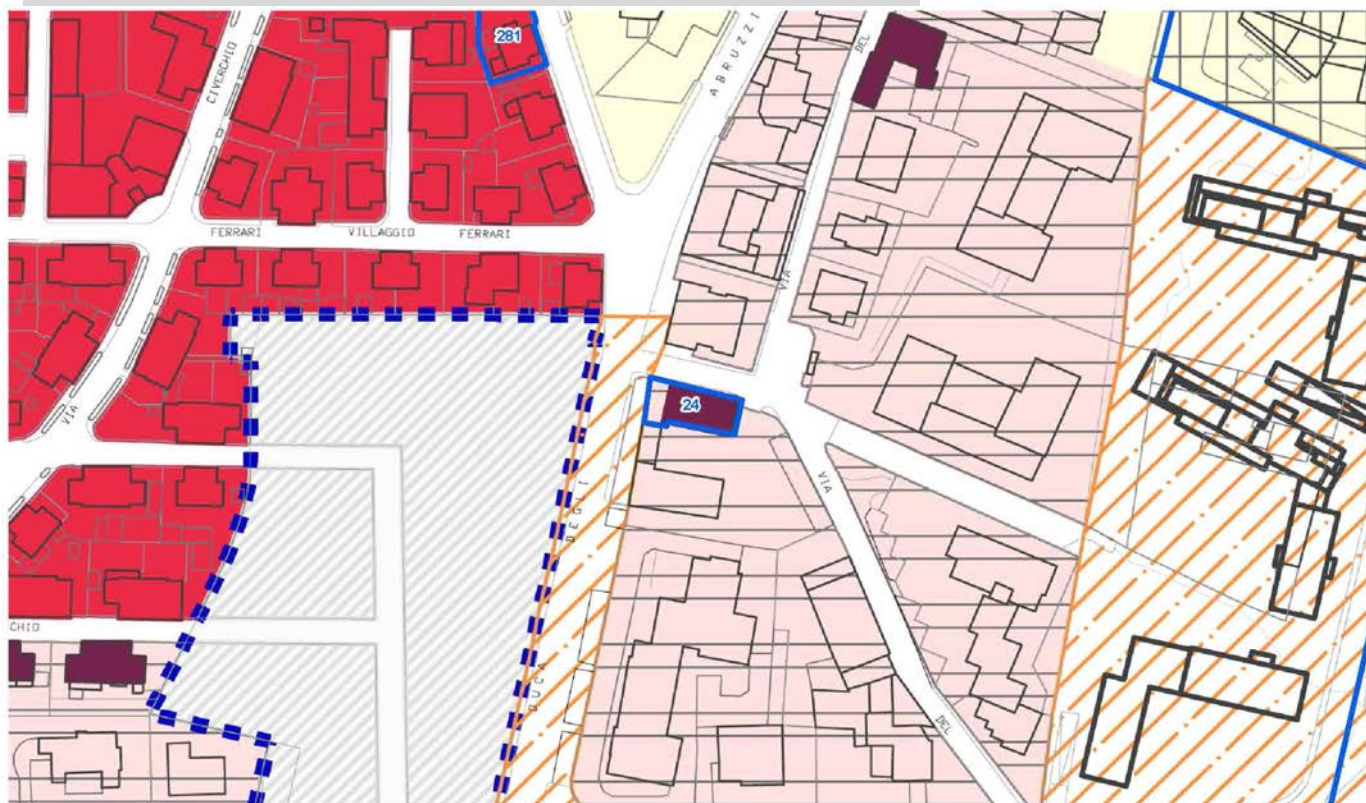 281
CIVERCHIO
ABRUZZI
DEL
FERRARI
VILLAGGIO
FERRARI
VIA
24
VIA
VIA
DEGLI
DUCA
CHIO
DEL